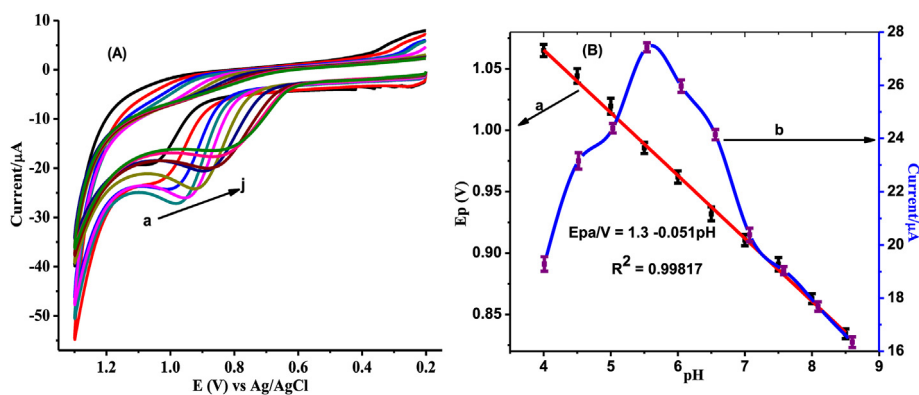 (A)
10
0
-10
-20
-30
-40
-50
Current/µA
a
j
1.2 1.0 0.8 0.6 0.4 0.2
E (V) vs Ag/AgCl
(B)
1.05
1.00
0.95
0.90
0.85
Ep (V)
a
b
Epa/V = 1.3 -0.051pH
R² = 0.99817
28
26
24
22
20
18
16
Current/µA
4 5 6 7 8 9
pH